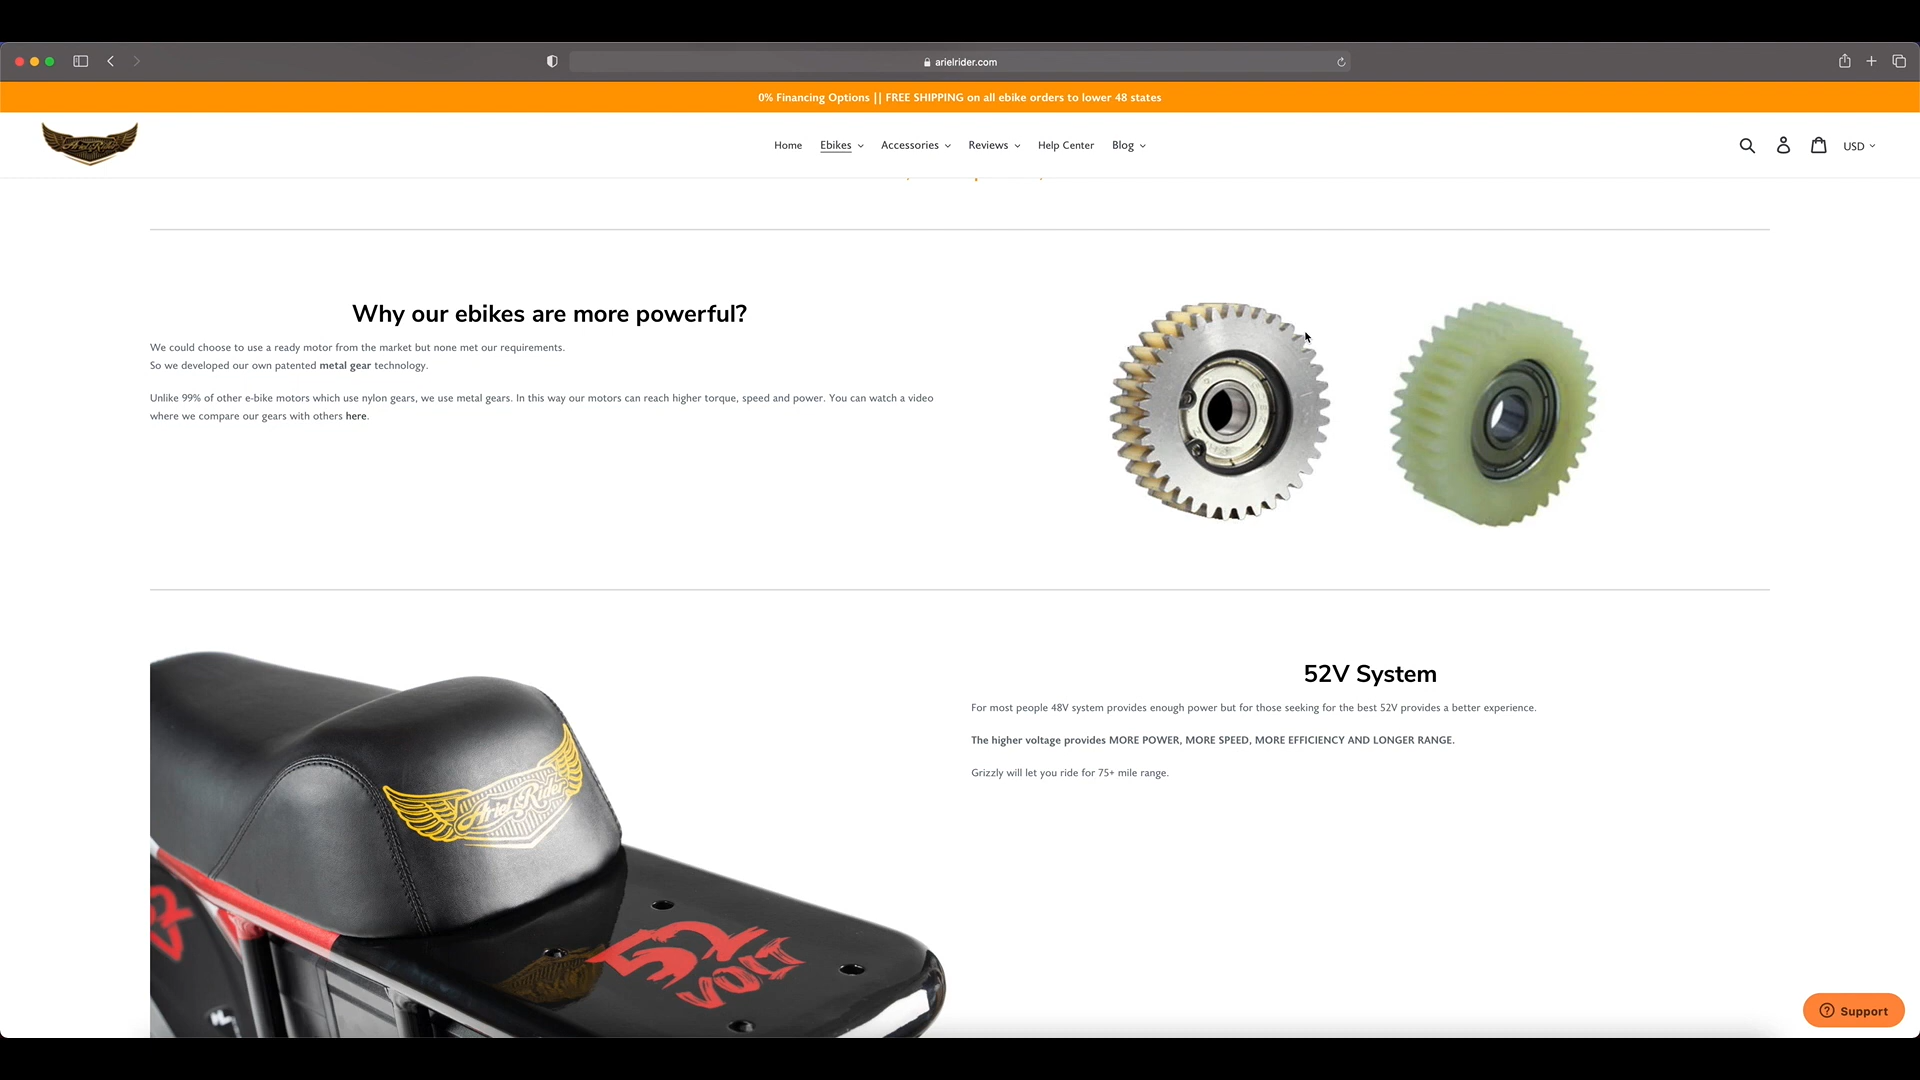 arielrider.com
0% Financing Options || FREE SHIPPING on all ebike orders to lower 48 states
Ariel Rider
Home Ebikes Accessories Reviews Help Center Blog
USD
Why our ebikes are more powerful?
We could choose to use a ready motor from the market but none met our requirements.
So we developed our own patented metal gear technology.
Unlike 99% of other e-bike motors which use nylon gears, we use metal gears. In this way our motors can reach higher torque, speed and power. You can watch a video
where we compare our gears with others here.
52V System
For most people 48V system provides enough power but for those seeking for the best 52V provides a better experience.
The higher voltage provides MORE POWER, MORE SPEED, MORE EFFICIENCY AND LONGER RANGE.
Grizzly will let you ride for 75+ mile range.
Ariel Rider
52
VOLT
Support